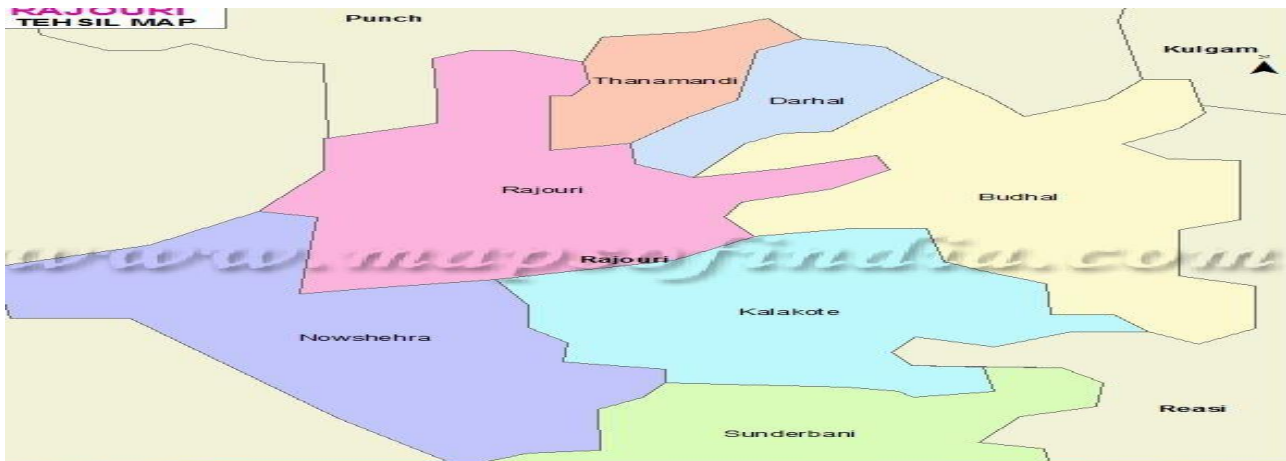 RAJOURI
TEHSIL MAP
Punch
Kulgam
N
Thanamandi
Darhal
Rajouri
Budhal
www.mapsofindia.com
Rajouri
Kalakote
Nowshehra
Reasi
Sunderbani